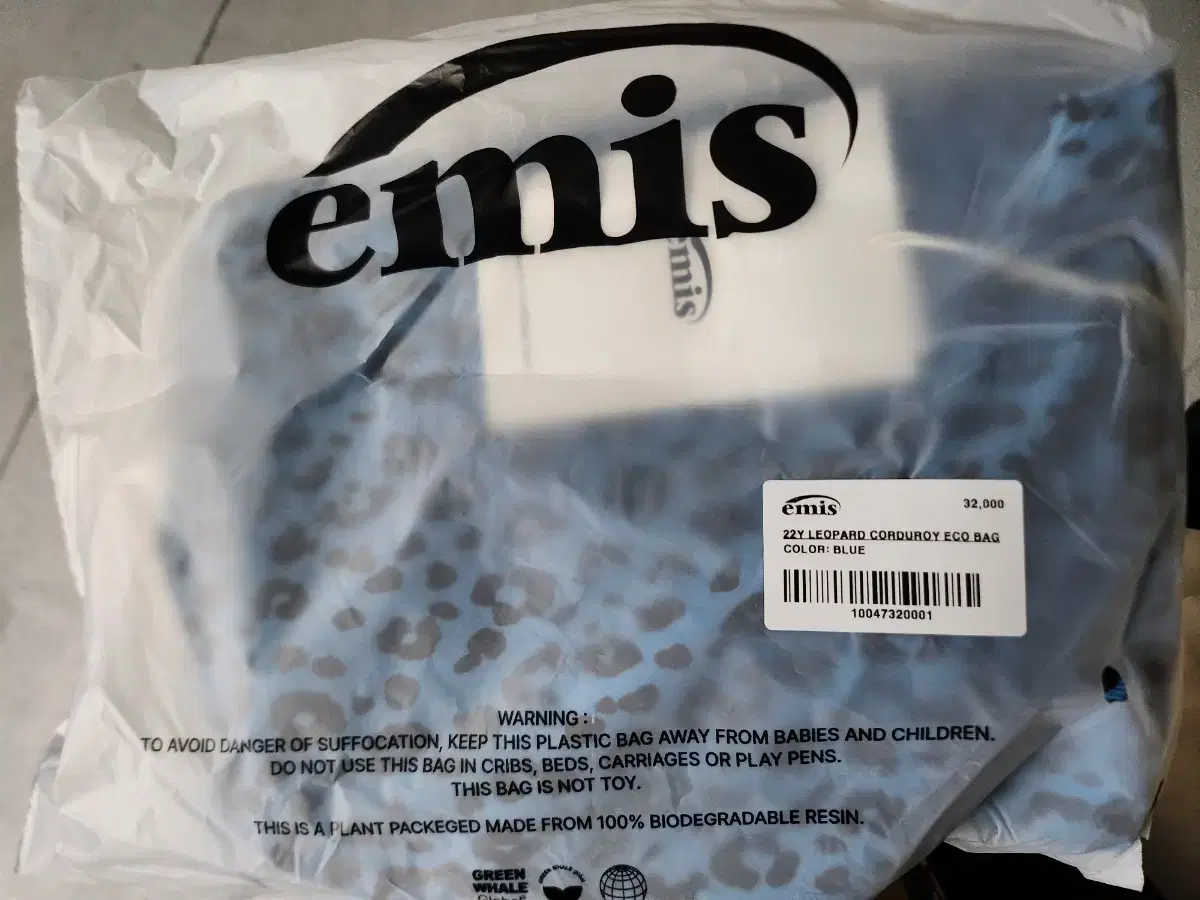 emis
emis
emis
32,000
22Y LEOPARD CORDUROY ECO BAG
COLOR: BLUE
10047320001
WARNING :
TO AVOID DANGER OF SUFFOCATION, KEEP THIS PLASTIC BAG AWAY FROM BABIES AND CHILDREN.
DO NOT USE THIS BAG IN CRIBS, BEDS, CARRIAGES OR PLAY PENS.
THIS BAG IS NOT TOY.
THIS IS A PLANT PACKEGED MADE FROM 100% BIODEGRADABLE RESIN.
GREEN
WHALE